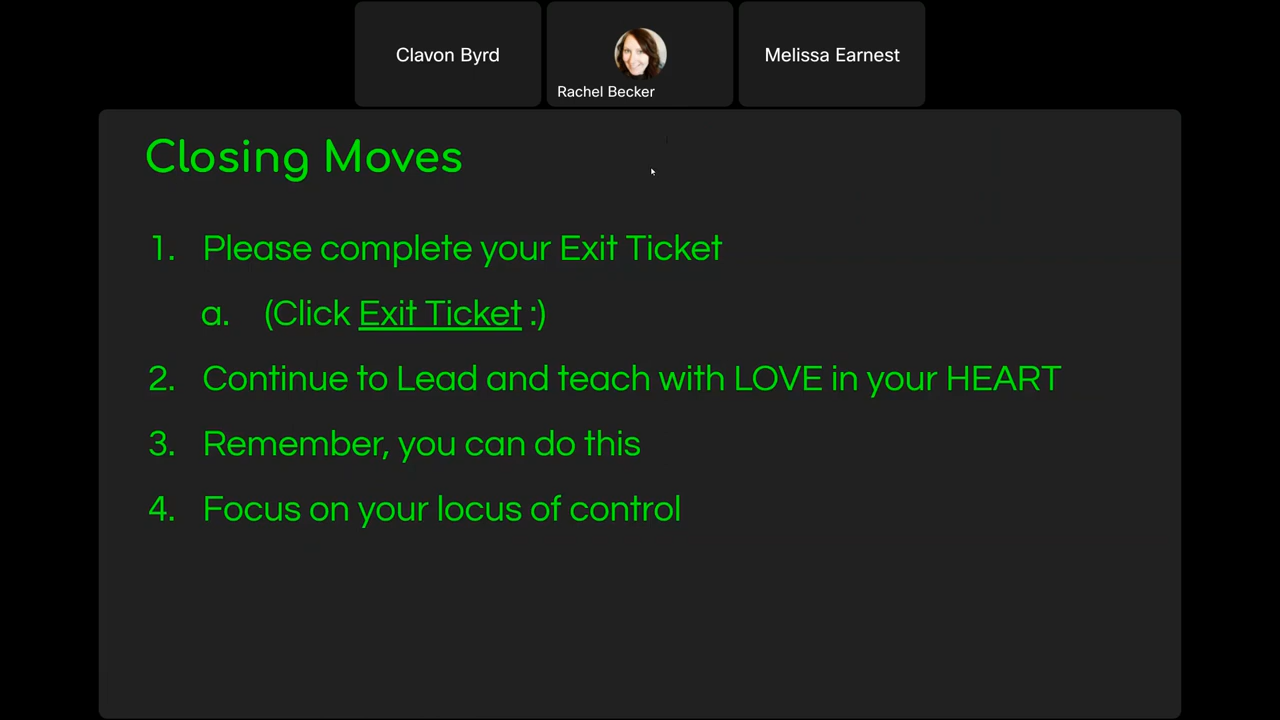 Clavon Byrd
Rachel Becker
Melissa Earnest
Closing Moves
1. Please complete your Exit Ticket
a. (Click Exit Ticket :)
2. Continue to Lead and teach with LOVE in your HEART
3. Remember, you can do this
4. Focus on your locus of control